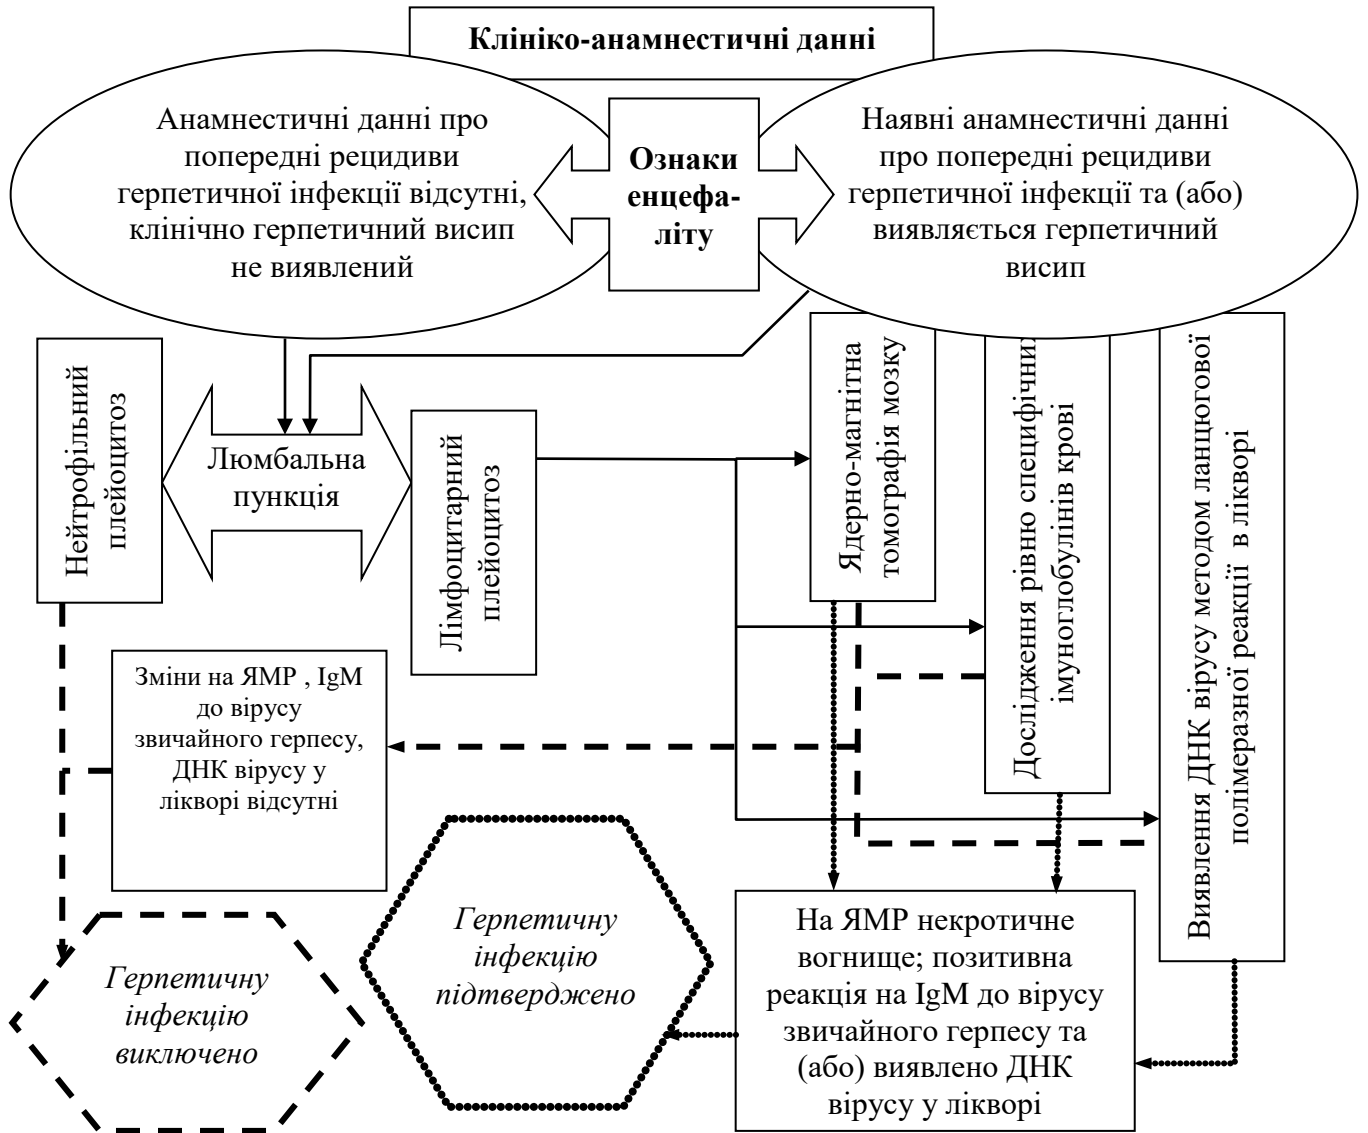 Клініко-анамнестичні данні
Анамнестичні данні про
попередні рецидиви
герпетичної інфекції відсутні,
клінічно герпетичний висип
не виявлений
Ознаки
енцефа-
літу
Наявні анамнестичні данні
про попередні рецидиви
герпетичної інфекції та (або)
виявляється герпетичний
висип
Нейтрофільний
плейоцитоз
Люмбальна
пункція
Лімфоцитарний
плейоцитоз
Ядерно-магнітна
томографія мозку
Дослідження рівню специфічних
імуноглобулінів крові
Виявлення ДНК вірусу методом ланцюгової
полімеразної реакції в лікворі
Зміни на ЯМР , IgM
до вірусу
звичайного герпесу,
ДНК вірусу у
лікворі відсутні
Герпетичну
інфекцію
виключено
Герпетичну
інфекцію
підтверджено
На ЯМР некротичне
вогнище; позитивна
реакція на IgM до вірусу
звичайного герпесу та
(або) виявлено ДНК
вірусу у лікворі